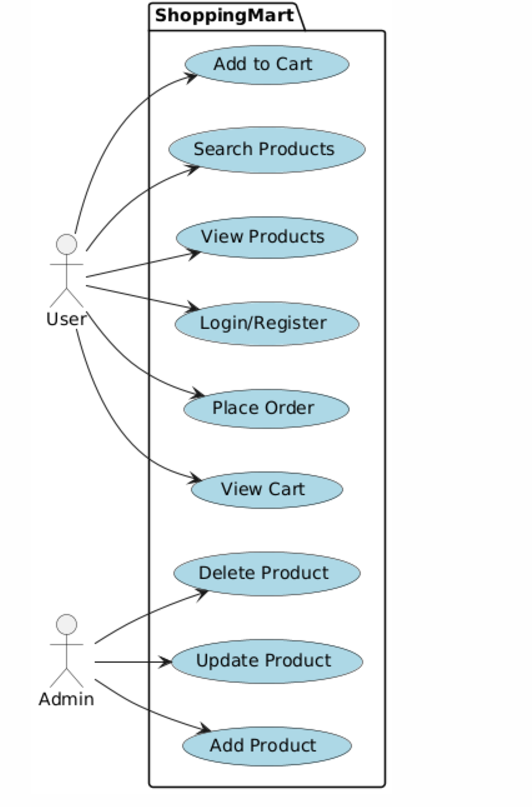 ShoppingMart
Add to Cart
Search Products
View Products
Login/Register
User
Place Order
View Cart
Delete Product
Update Product
Admin
Add Product